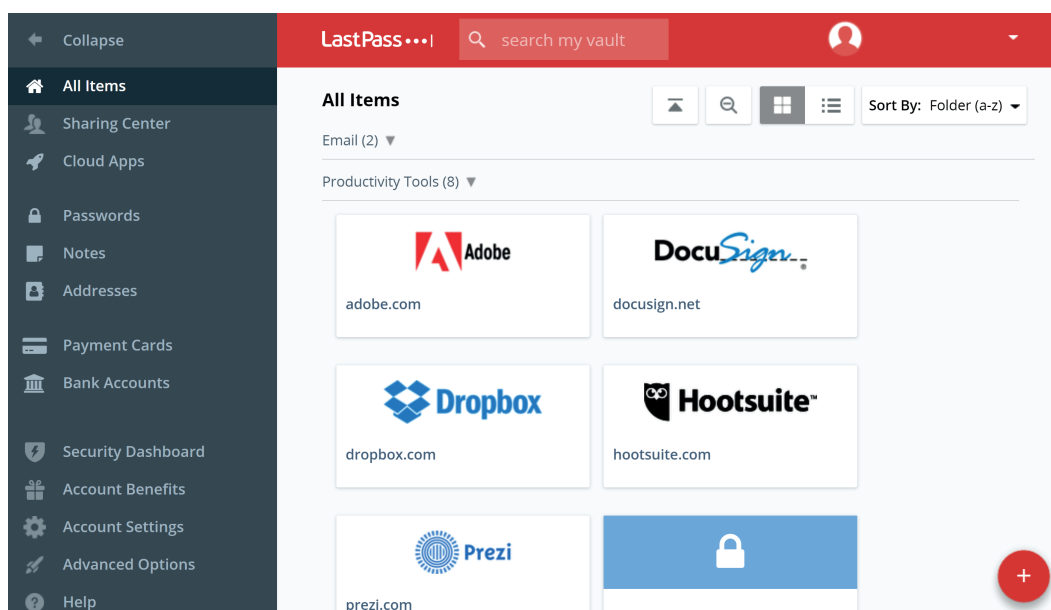 Collapse
All Items
Sharing Center
Cloud Apps
Passwords
Notes
Addresses
Payment Cards
Bank Accounts
Security Dashboard
Account Benefits
Account Settings
Advanced Options
Help
LastPass•••|
search my vault
All Items
Sort By: Folder (a-z)
Email (2)
Productivity Tools (8)
Adobe
adobe.com
DocuSign
docusign.net
Dropbox
dropbox.com
Hootsuite™
hootsuite.com
Prezi
prezi.com